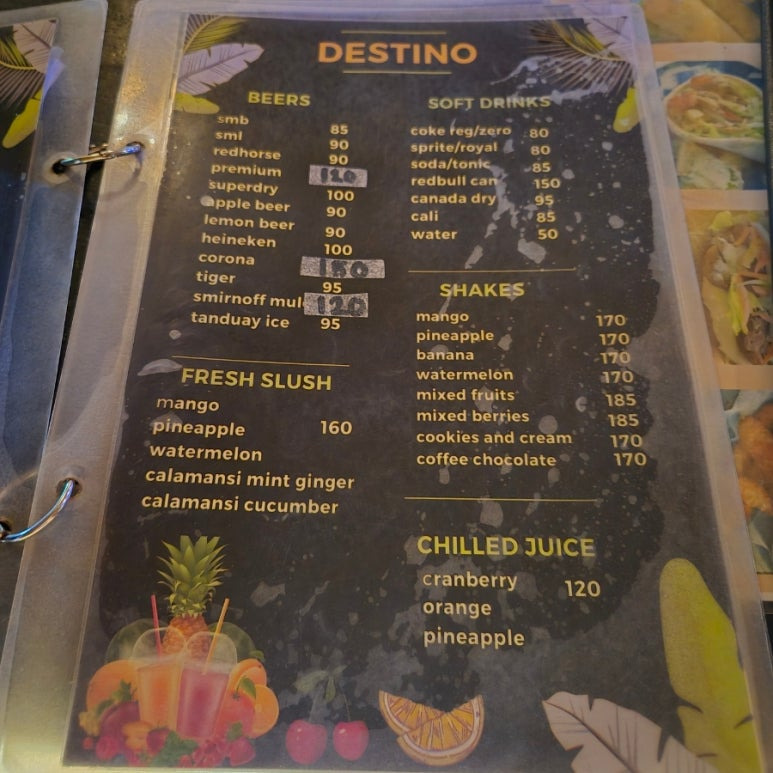 DESTINO
BEERS
smb 85
sml 90
redhorse 90
premium 120
superdry 100
apple beer 90
lemon beer 90
heineken 100
corona
tiger 95
smirnoff mul 120
tanduay ice 95
FRESH SLUSH
mango
pineapple 160
watermelon
calamansi mint ginger
calamansi cucumber
SOFT DRINKS
coke reg/zero 80
sprite/royal 80
soda/tonic 85
redbull can 150
canada dry 95
cali 85
water 50
SHAKES
mango 170
pineapple 170
banana 170
watermelon 170
mixed fruits 185
mixed berries 185
cookies and cream 170
coffee chocolate 170
CHILLED JUICE
cranberry 120
orange
pineapple